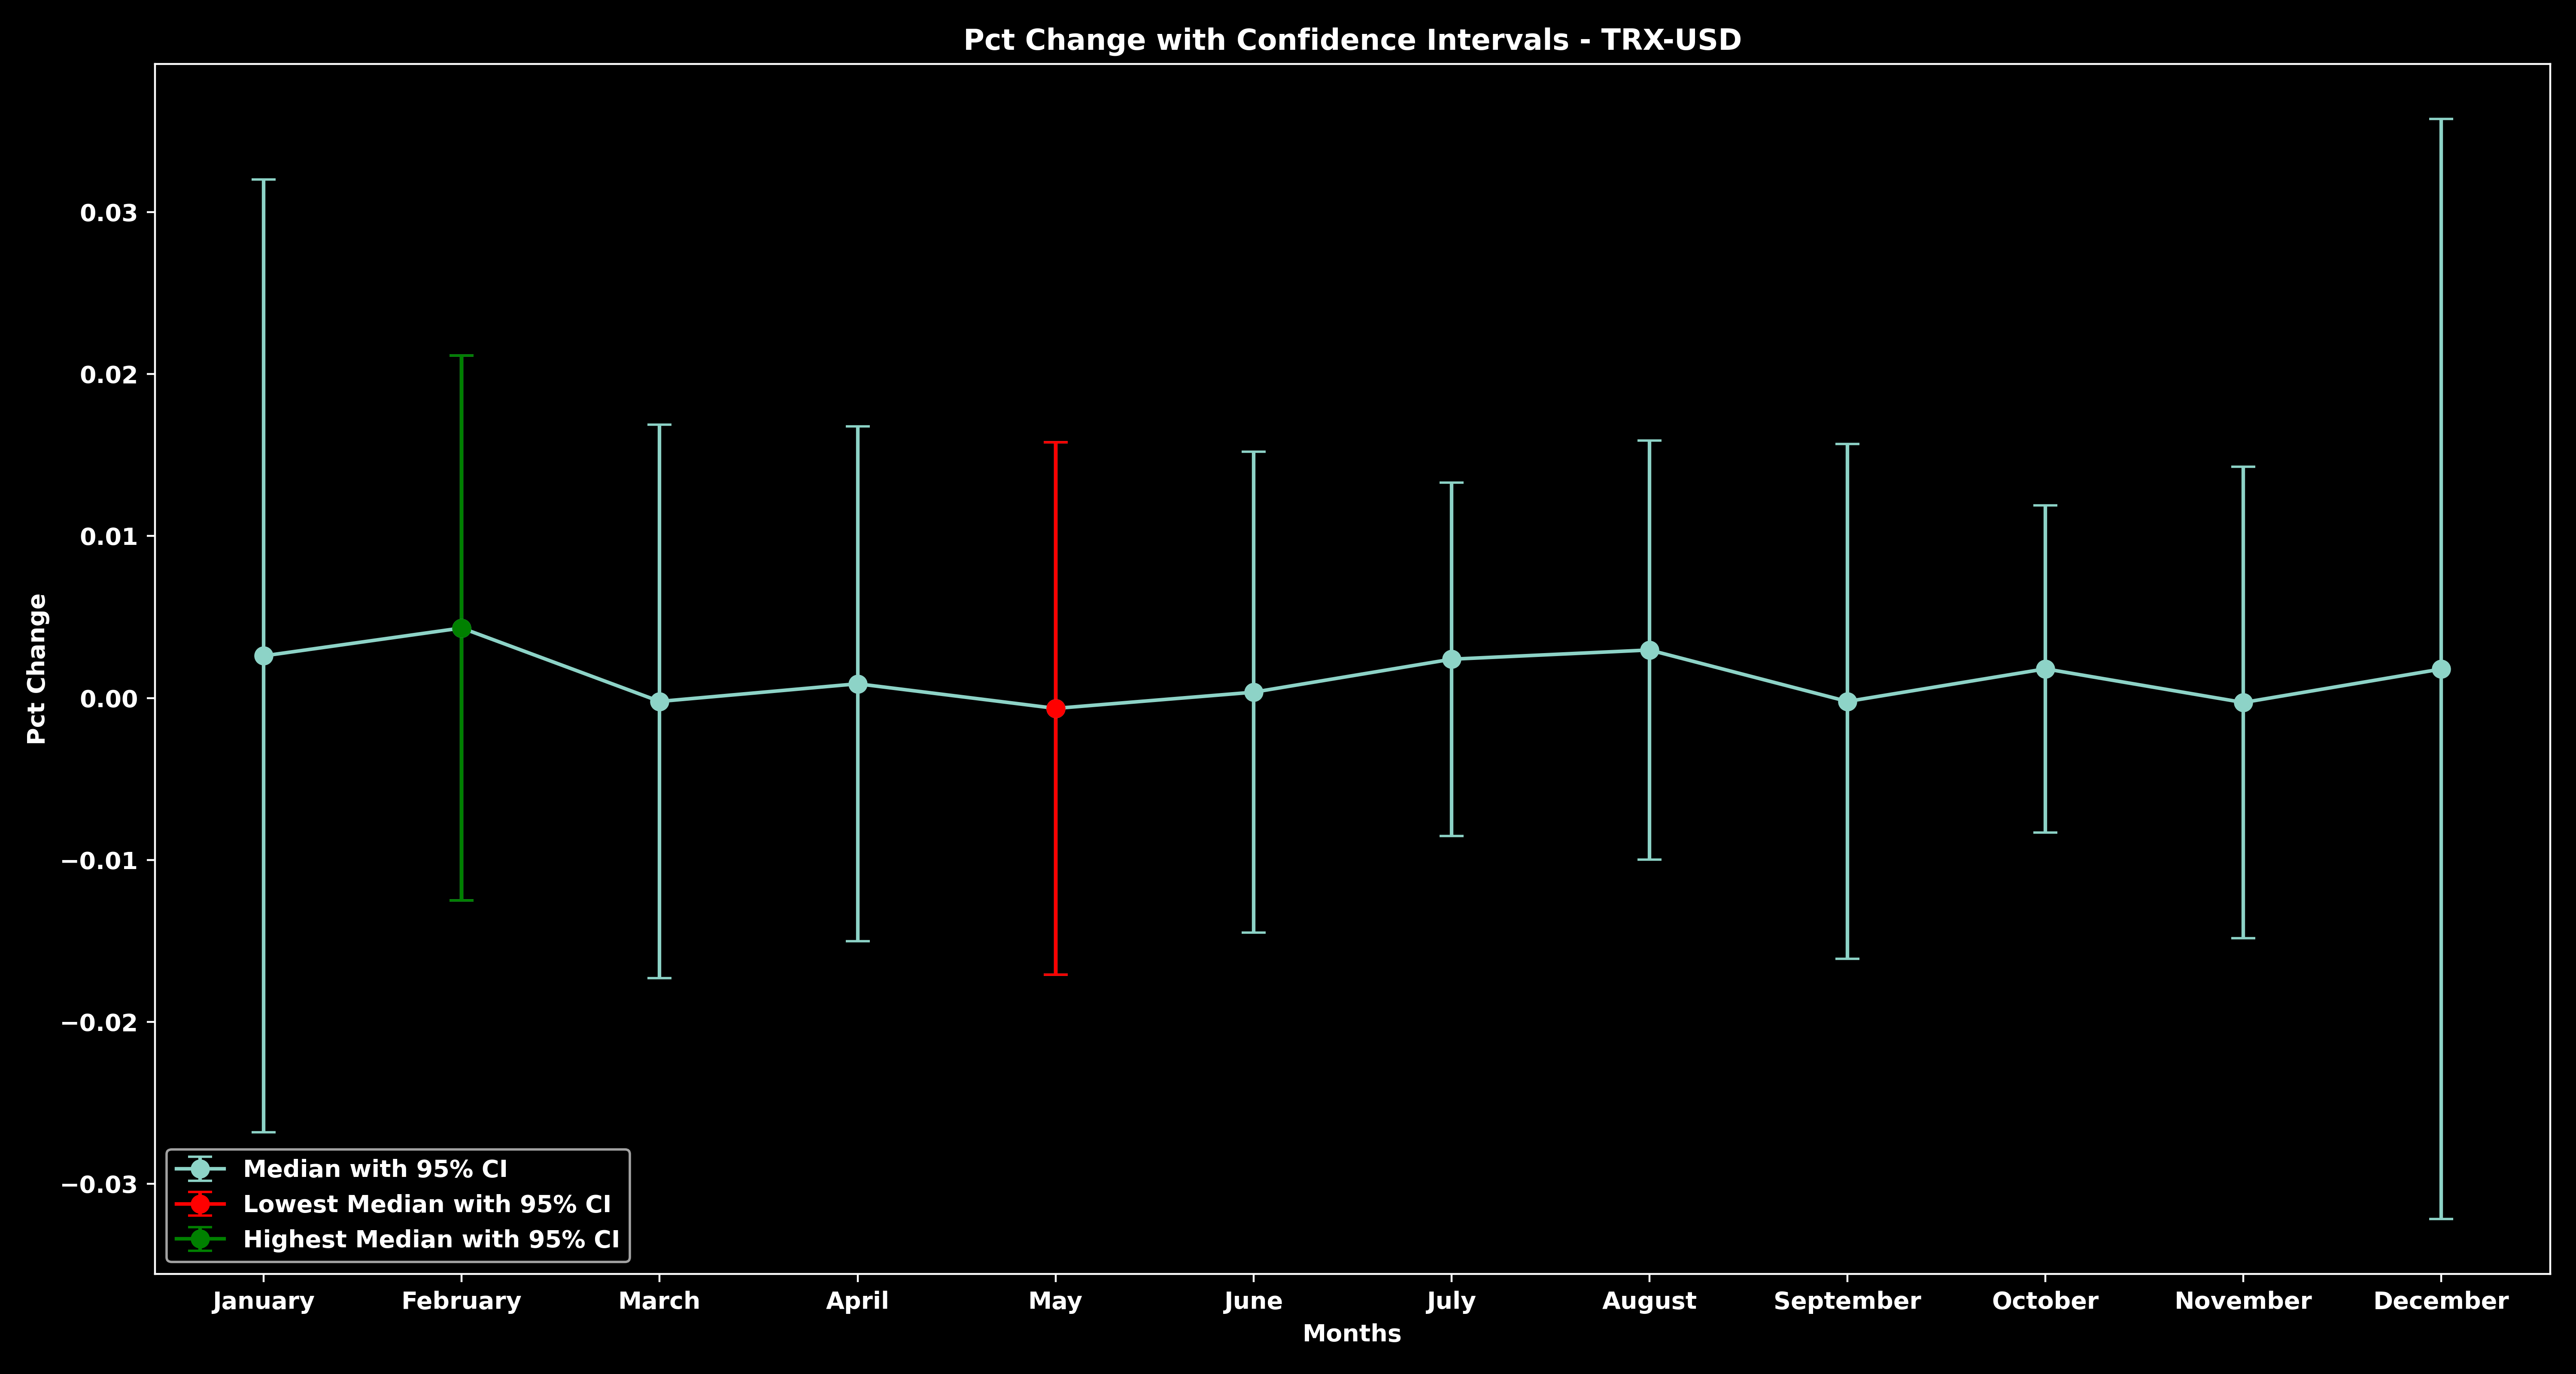 Pct Change with Confidence Intervals - TRX-USD
Pct Change
0.03
0.02
0.01
0.00
−0.01
−0.02
−0.03
Median with 95% CI
Lowest Median with 95% CI
Highest Median with 95% CI
January February March April May June July August September October November December
Months